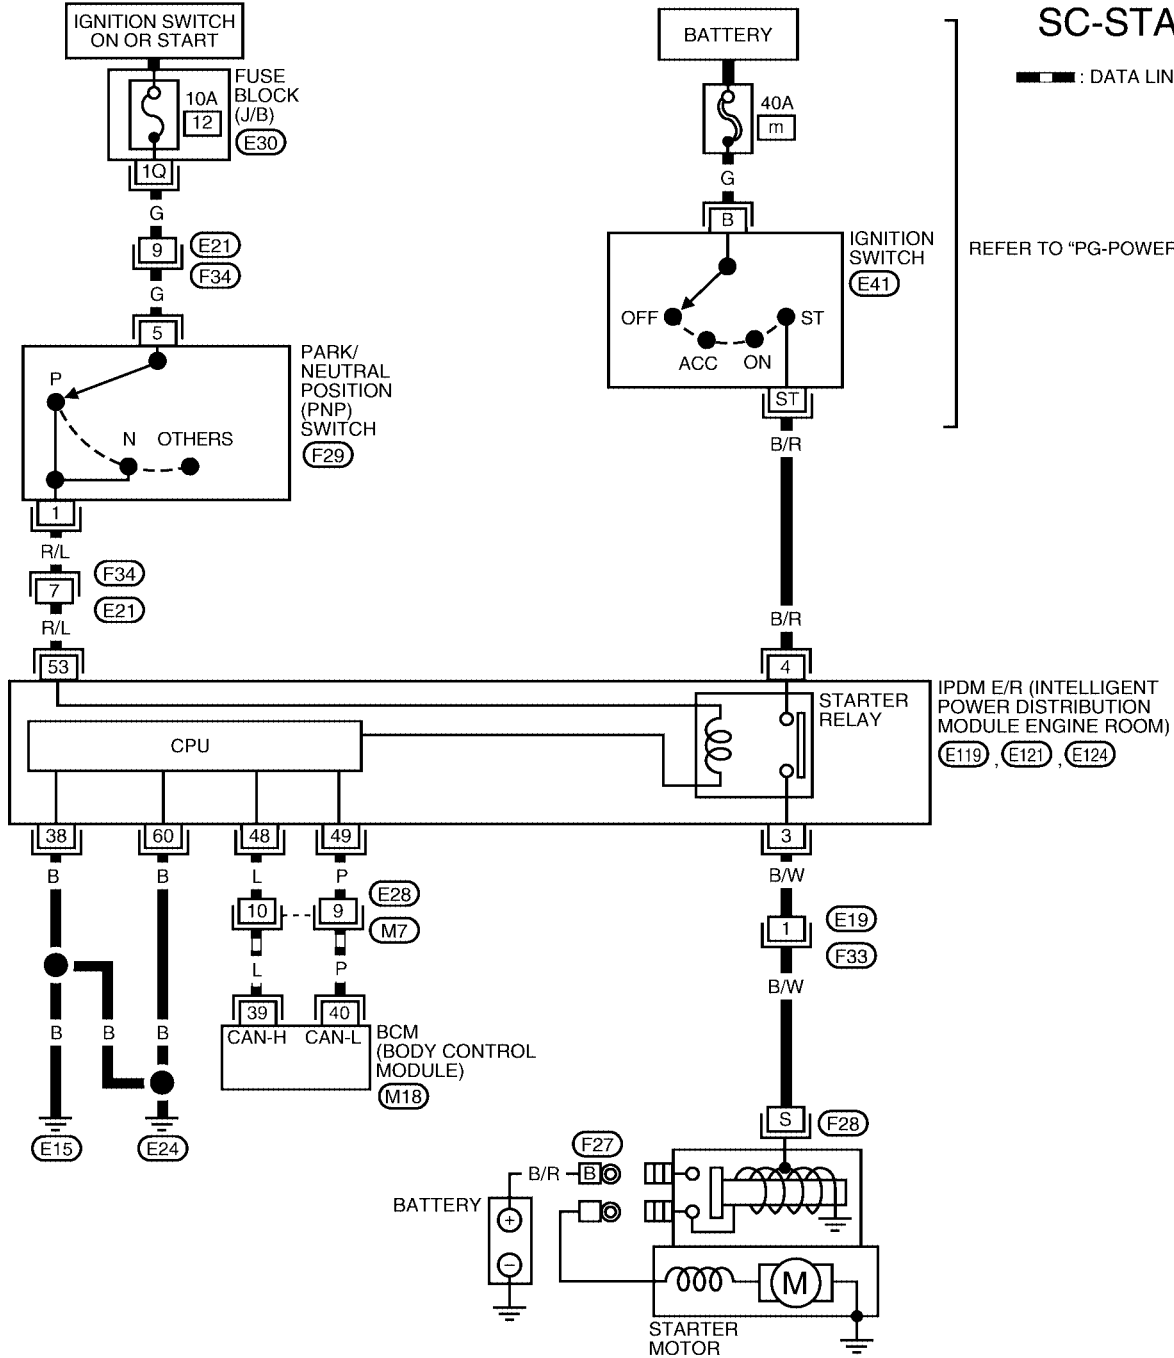 SC-STA
: DATA LIN
IGNITION SWITCH
ON OR START
FUSE
BLOCK
(J/B)
10A
12
E30
1Q
G
9
E21
F34
G
5
PARK/
NEUTRAL
POSITION
(PNP)
SWITCH
F29
P
N
OTHERS
1
R/L
7
F34
E21
R/L
53
BATTERY
40A
m
G
B
IGNITION
SWITCH
E41
OFF
ACC
ON
ST
ST
B/R
REFER TO “PG-POWER
B/R
4
STARTER
RELAY
CPU
IPDM E/R (INTELLIGENT
POWER DISTRIBUTION
MODULE ENGINE ROOM)
E119 , E121 , E124
38
60
48
49
3
B
B
L
P
B/W
10
9
E28
M7
1
E19
F33
L
P
B/W
B
B
B
39
40
CAN-H
CAN-L
BCM
(BODY CONTROL
MODULE)
M18
E15
E24
S
F28
F27
B/R
B
BATTERY
+
−
M
STARTER
MOTOR